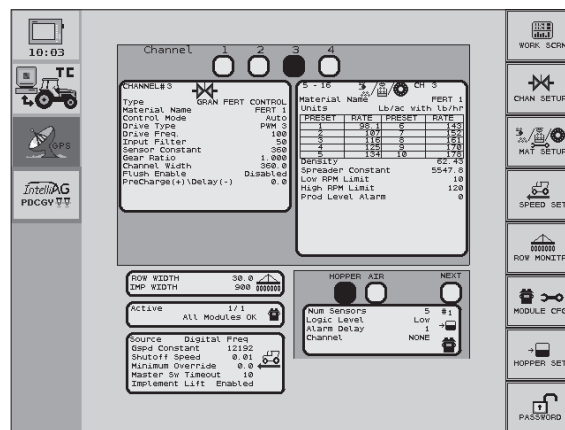 10:03
TC
GPS
IntelliAG
PDCGY
Channel 1 2 3 4
CHANNEL# 3
Type GRAN FERT CONTROL
Material Name FERT 1
Control Mode Auto
Drive Type PWM 3
Drive Freq. 100
Input Filter 50
Sensor Constant 360
Gear Ratio 1.000
Channel Width 360.0
Flush Enable Disabled
PreCharge(+)\Delay(-) 0.0
5 - 16 CH 3
Material Name FERT 1
Units Lb/ac with lb/hr
PRESET RATE PRESET RATE
1 98.1 6 143
2 107 7 152
3 116 8 161
4 125 9 170
5 134 10 178
Density 62.43
Spreader Constant 5547.8
Low RPM Limit 10
High RPM Limit 120
Prod Level Alarm 0
ROW WIDTH 30.0
IMP WIDTH 900
Active 1/1
All Modules OK
Source Digital Freq
Gspd Constant 12192
Shutoff Speed 0.01
Minimum Override 0.0
Master Sw Timeout 10
Implement Lift Enabled
HOPPER AIR NEXT
Num Sensors 5 #1
Logic Level Low
Alarm Delay 1
Channel NONE
WORK SCRN
CHAN SETUP
MAT SETUP
SPEED SET
ROW MONITR
MODULE CFG
HOPPER SET
PASSWORD